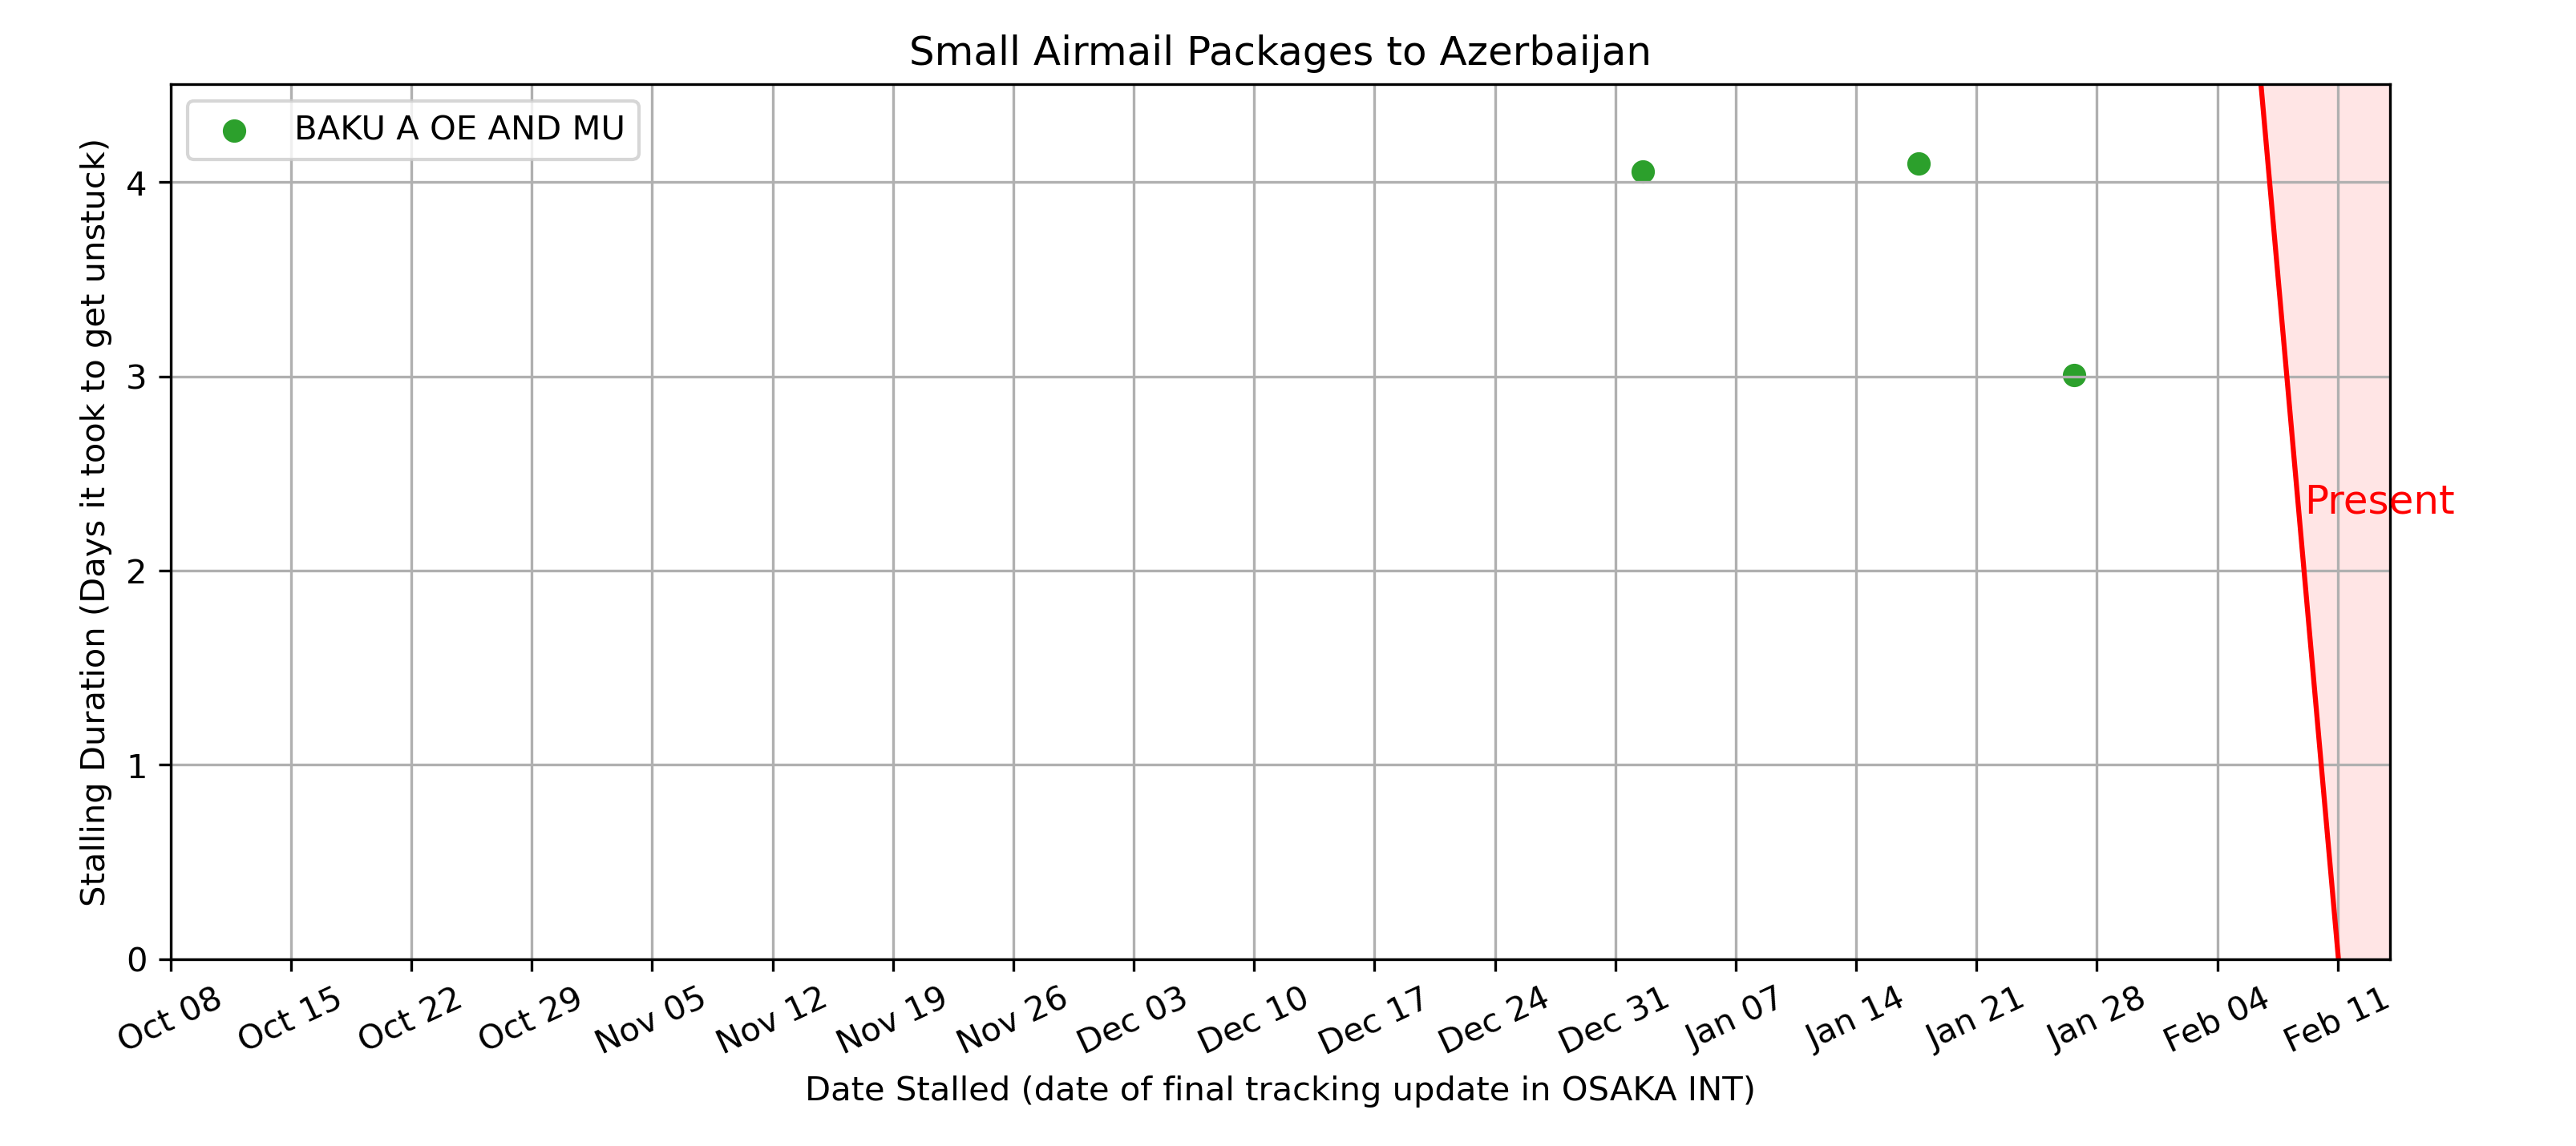 Small Airmail Packages to Azerbaijan
BAKU A OE AND MU
Stalling Duration (Days it took to get unstuck)
4
3
2
1
0
Present
Oct 08
Oct 15
Oct 22
Oct 29
Nov 05
Nov 12
Nov 19
Nov 26
Dec 03
Dec 10
Dec 17
Dec 24
Dec 31
Jan 07
Jan 14
Jan 21
Jan 28
Feb 04
Feb 11
Date Stalled (date of final tracking update in OSAKA INT)